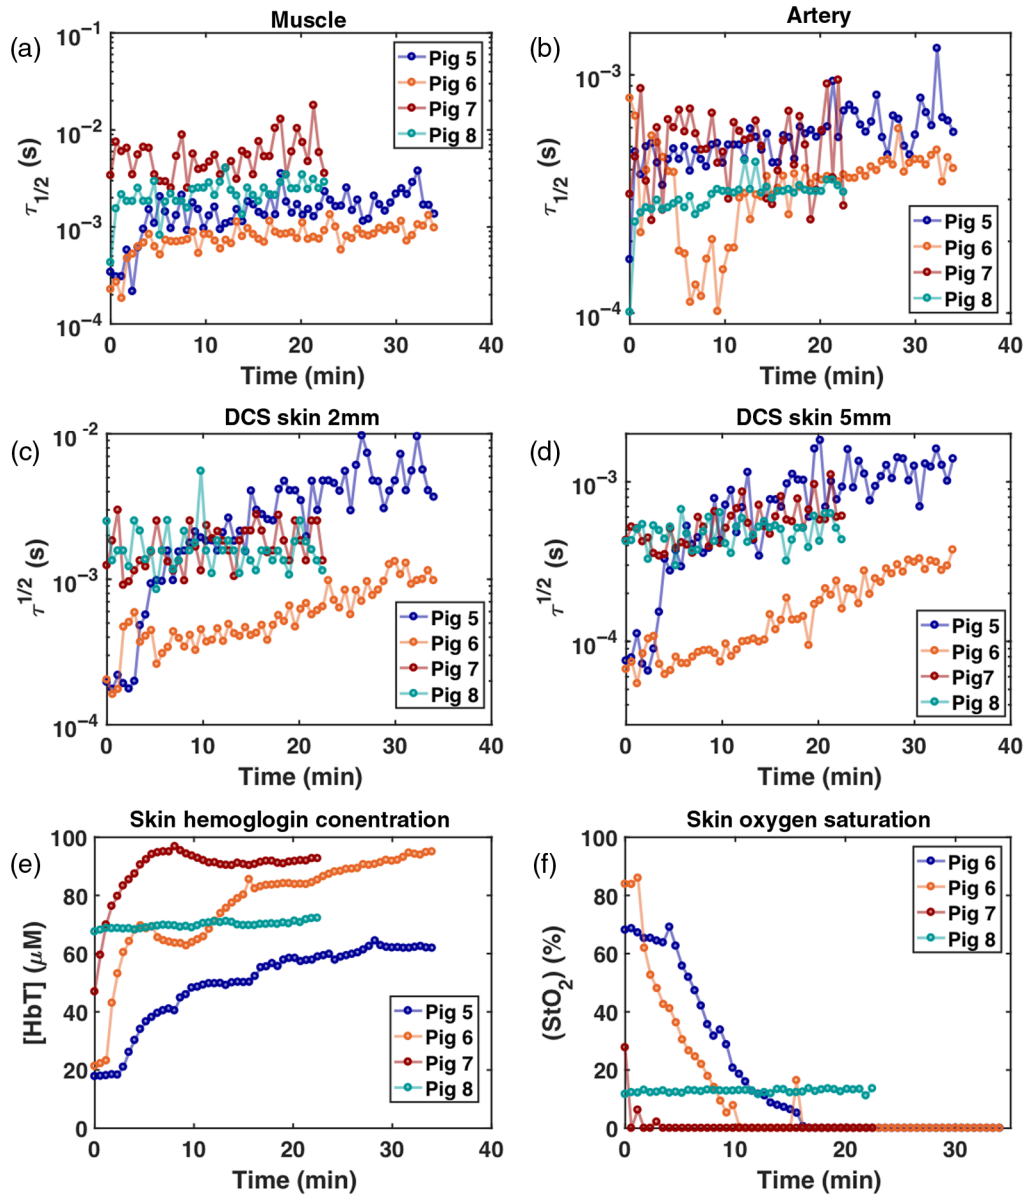 Muscle
(a)
10⁻¹
10⁻²
10⁻³
10⁻⁴
τ1/2 (s)
0 10 20 30 40
Time (min)
Pig 5
Pig 6
Pig 7
Pig 8
Artery
(b)
10⁻³
10⁻⁴
τ1/2 (s)
0 10 20 30 40
Time (min)
Pig 5
Pig 6
Pig 7
Pig 8
DCS skin 2mm
(c)
10⁻²
10⁻³
10⁻⁴
τ1/2 (s)
0 10 20 30 40
Time (min)
Pig 5
Pig 6
Pig 7
Pig 8
DCS skin 5mm
(d)
10⁻³
10⁻⁴
τ1/2 (s)
0 10 20 30 40
Time (min)
Pig 5
Pig 6
Pig7
Pig 8
Skin hemoglogin conentration
(e)
100
80
60
40
20
0
[HbT] (μM)
0 10 20 30 40
Time (min)
Pig 5
Pig 6
Pig 7
Pig 8
Skin oxygen saturation
(f)
100
80
60
40
20
0
(StO2) (%)
0 10 20 30
Time (min)
Pig 6
Pig 6
Pig 7
Pig 8